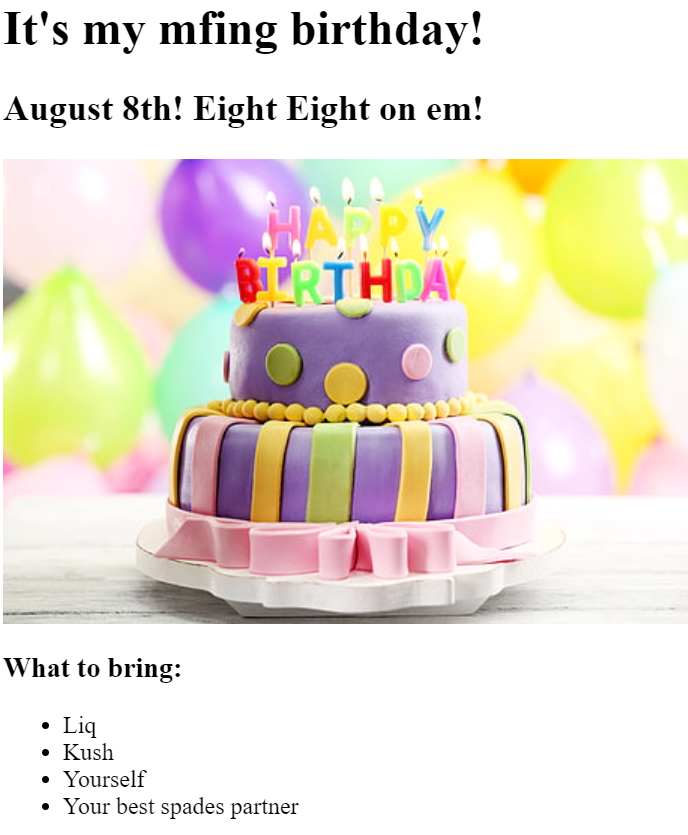 It's my mfing birthday!
August 8th! Eight Eight on em!
HAPPY
BIRTHDAY
What to bring:
Liq
Kush
Yourself
Your best spades partner